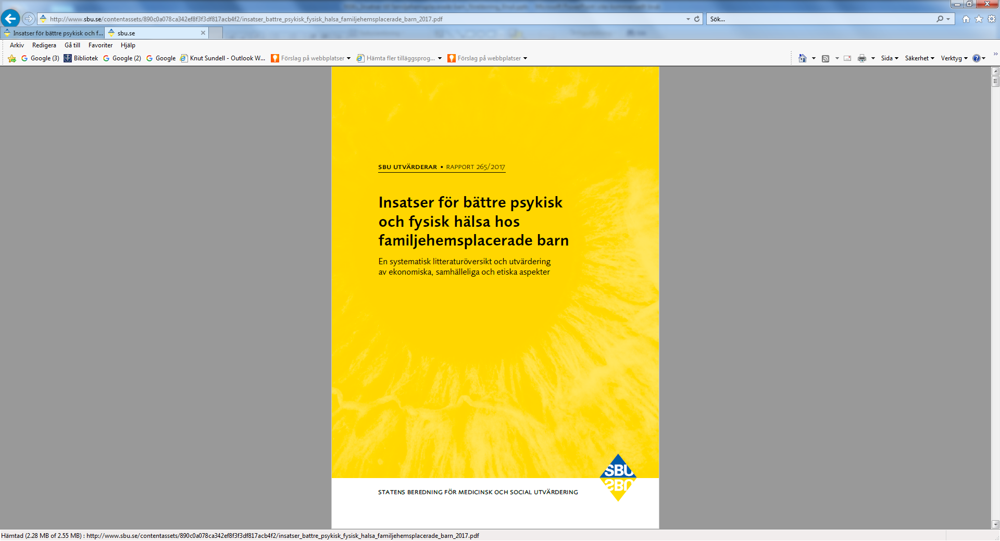 http://www.sbu.se/contentassets/890c0a078ca342ef8f3f3df817acb4f2/insatser_battre_psykisk_fysisk_halsa_familjehemsplacerade_barn_2017.pdf
Sök...
Insatser för bättre psykisk och f...
sbu.se
Arkiv Redigera Gå till Favoriter Hjälp
Google (3) Bibliotek Google (2) Google Knut Sundell - Outlook W... Förslag på webbplatser Hämta fler tilläggsprog... Förslag på webbplatser
Sida Säkerhet Verktyg
SBU UTVÄRDERAR • RAPPORT 265/2017
Insatser för bättre psykisk
och fysisk hälsa hos
familjehemsplacerade barn
En systematisk litteraturöversikt och utvärdering
av ekonomiska, samhälleliga och etiska aspekter
SBU
SBU
STATENS BEREDNING FÖR MEDICINSK OCH SOCIAL UTVÄRDERING
Hämtad (2.28 MB of 2.55 MB) : http://www.sbu.se/contentassets/890c0a078ca342ef8f3f3df817acb4f2/insatser_battre_psykisk_fysisk_halsa_familjehemsplacerade_barn_2017.pdf